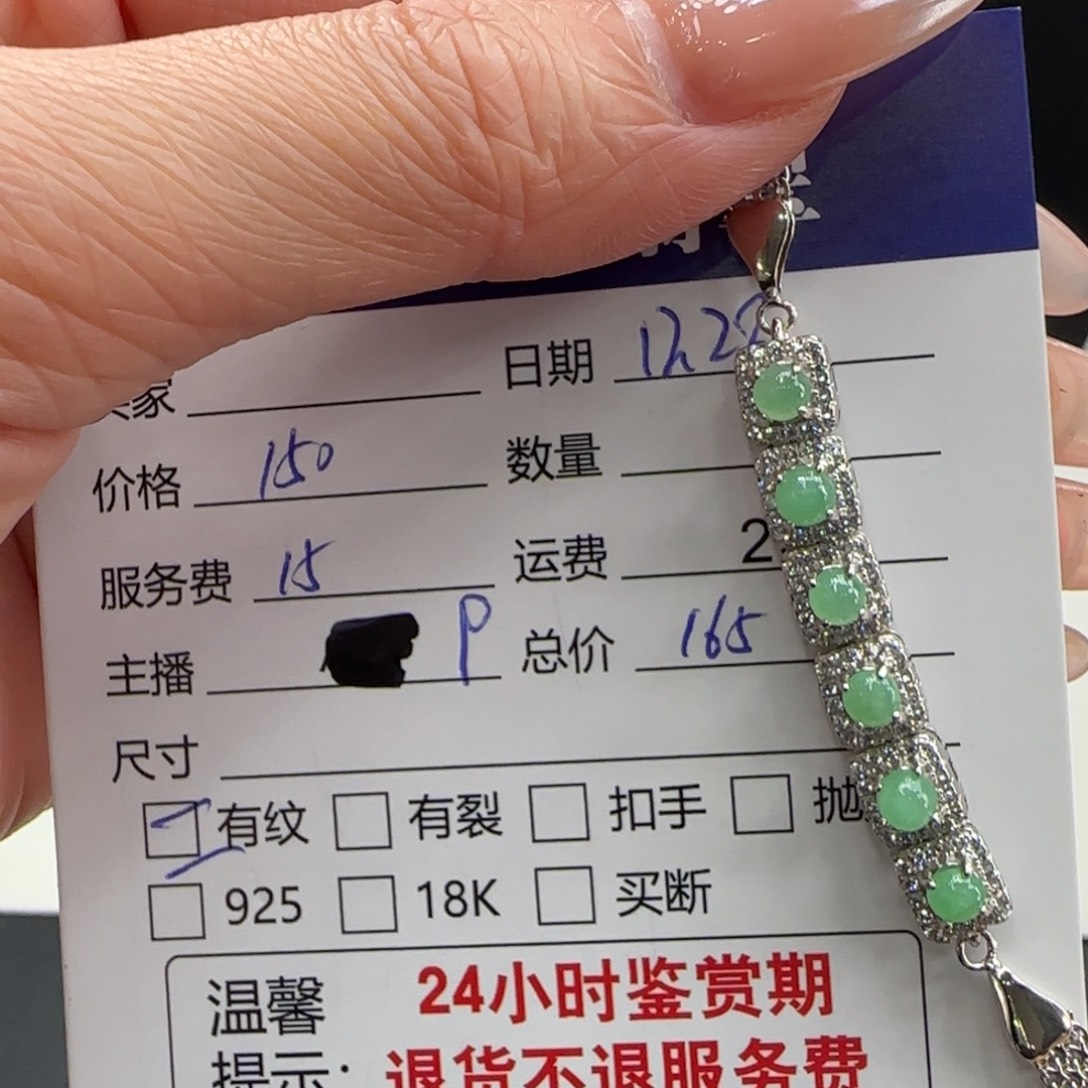 家 日期 12.22
价格 150 数量
服务费 15 运费 2
主播 P 总价 165
尺寸
有纹 有裂 扣手 抛
925 18K 买断
温馨 24小时鉴赏期
提示: 退货不退服务费